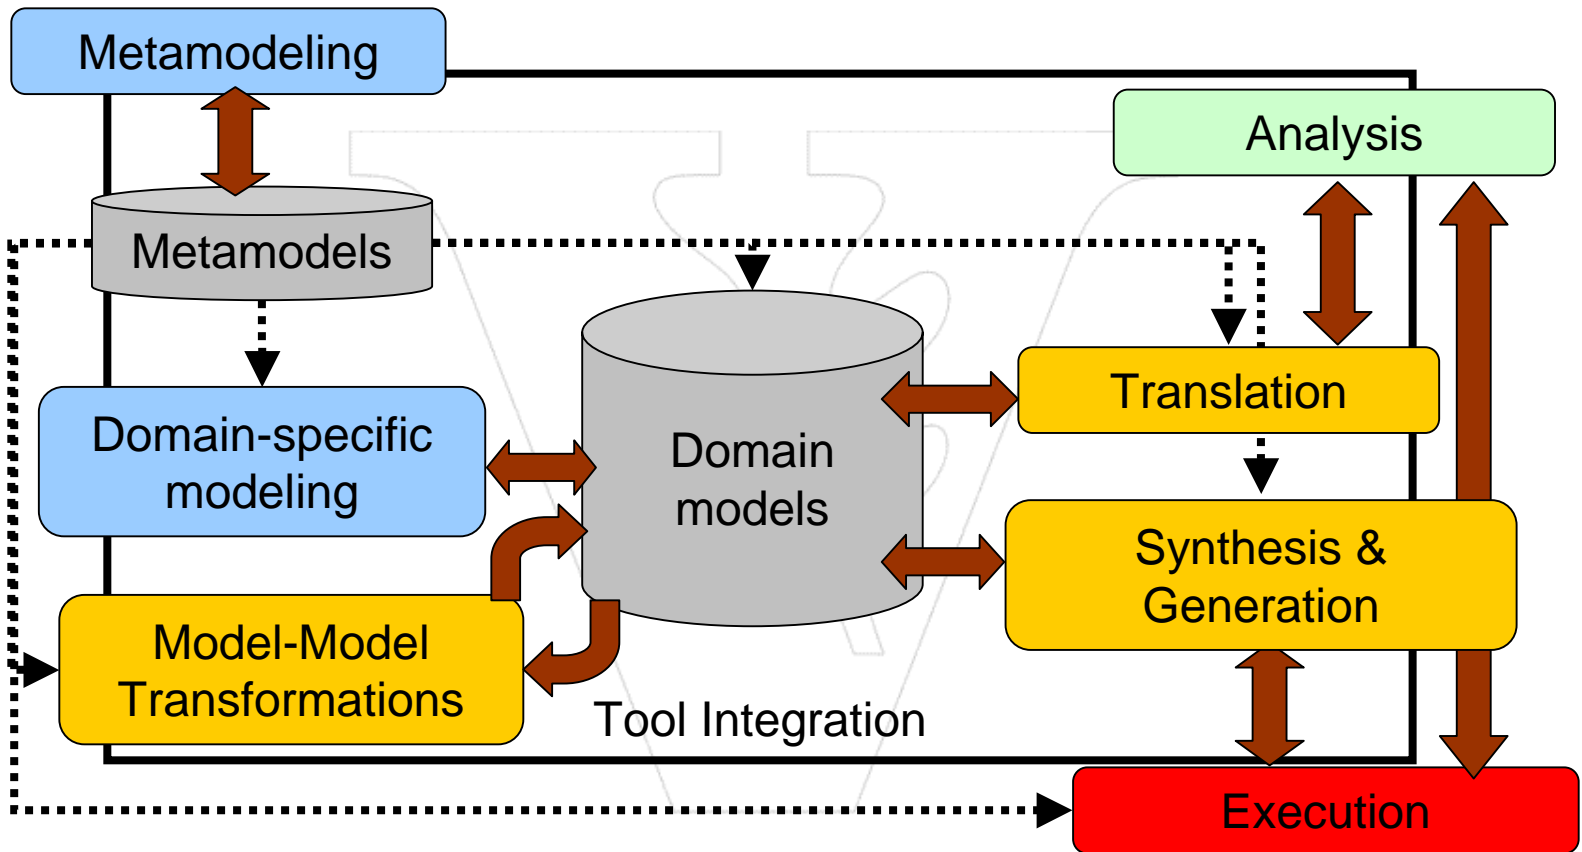 Metamodeling
Analysis
Metamodels
Translation
Domain-specific
modeling
Domain
models
Synthesis &
Generation
Model-Model
Transformations
Tool Integration
Execution